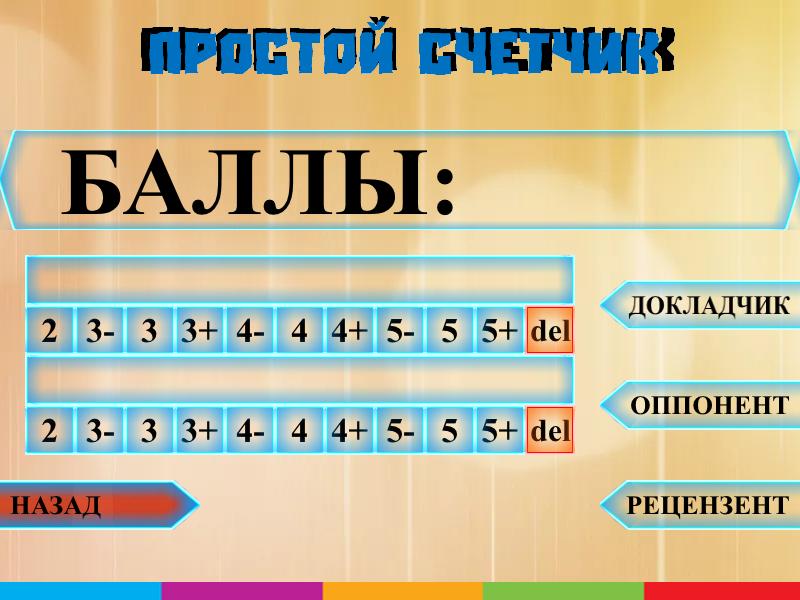 ПРОСТОЙ СЧЕТЧИК
БАЛЛЫ:
ДОКЛАДЧИК
2 3- 3 3+ 4- 4 4+ 5- 5 5+ del
ОППОНЕНТ
2 3- 3 3+ 4- 4 4+ 5- 5 5+ del
НАЗАД
РЕЦЕНЗЕНТ